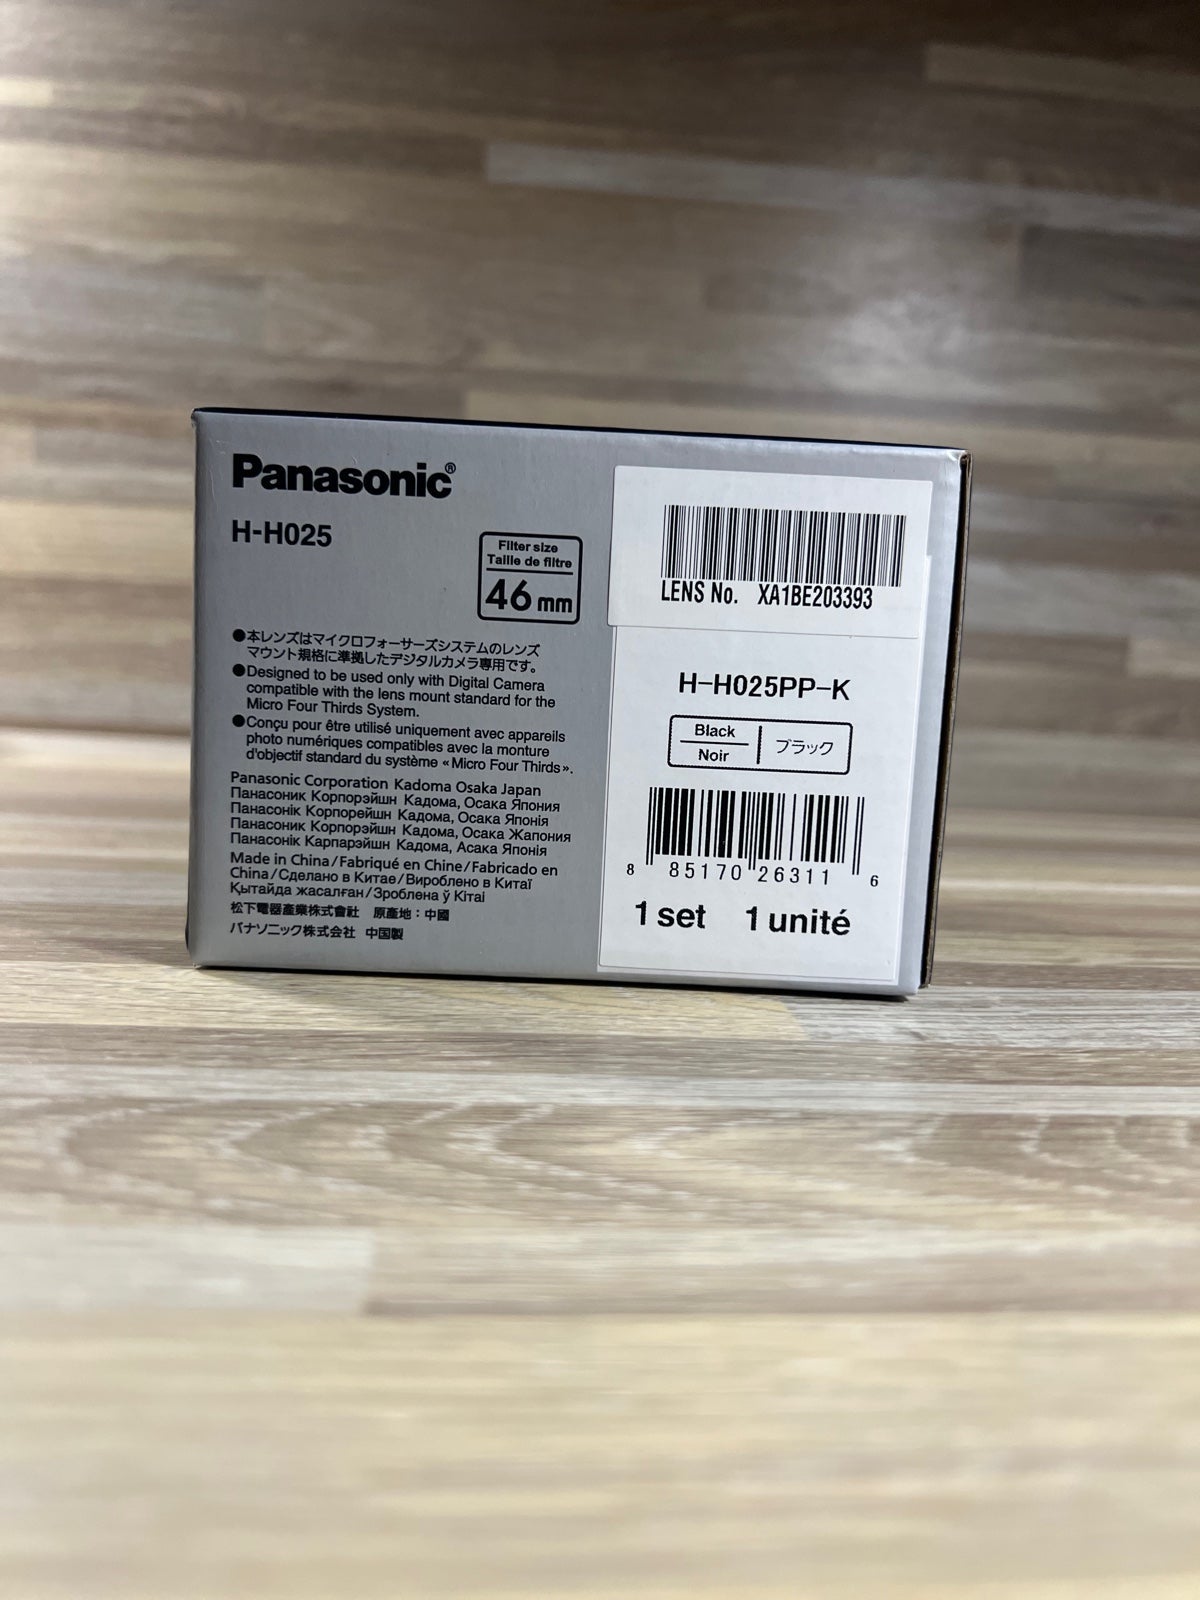 Panasonic®
H-H025
Filter size
Taille de filtre
46 mm
●本レンズはマイクロフォーサーズシステムのレンズ
マウント規格に準拠したデジタルカメラ専用です。
●Designed to be used only with Digital Camera
compatible with the lens mount standard for the
Micro Four Thirds System.
●Conçu pour être utilisé uniquement avec appareils
photo numériques compatibles avec la monture
d'objectif standard du système «Micro Four Thirds».
Panasonic Corporation Kadoma Osaka Japan
Панасоник Корпорэйшн Кадома, Осака Япония
Панасонік Корпорейшн Кадома, Осака Японія
Панасоник Корпорэйшн Кадома, Осака Жапония
Панасонік Карпарэйшн Кадома, Асака Японія
Made in China/Fabriqué en Chine/Fabricado en
China/Сделано в Китае/Вироблено в Китаї
Қытайда жасалған/Зроблена ў Кітаі
松下電器產業株式會社 原產地：中國
パナソニック株式会社 中国製
LENS No. XA1BE203393
H-H025PP-K
Black
Noir
ブラック
8 85170 26311 6
1 set 1 unité